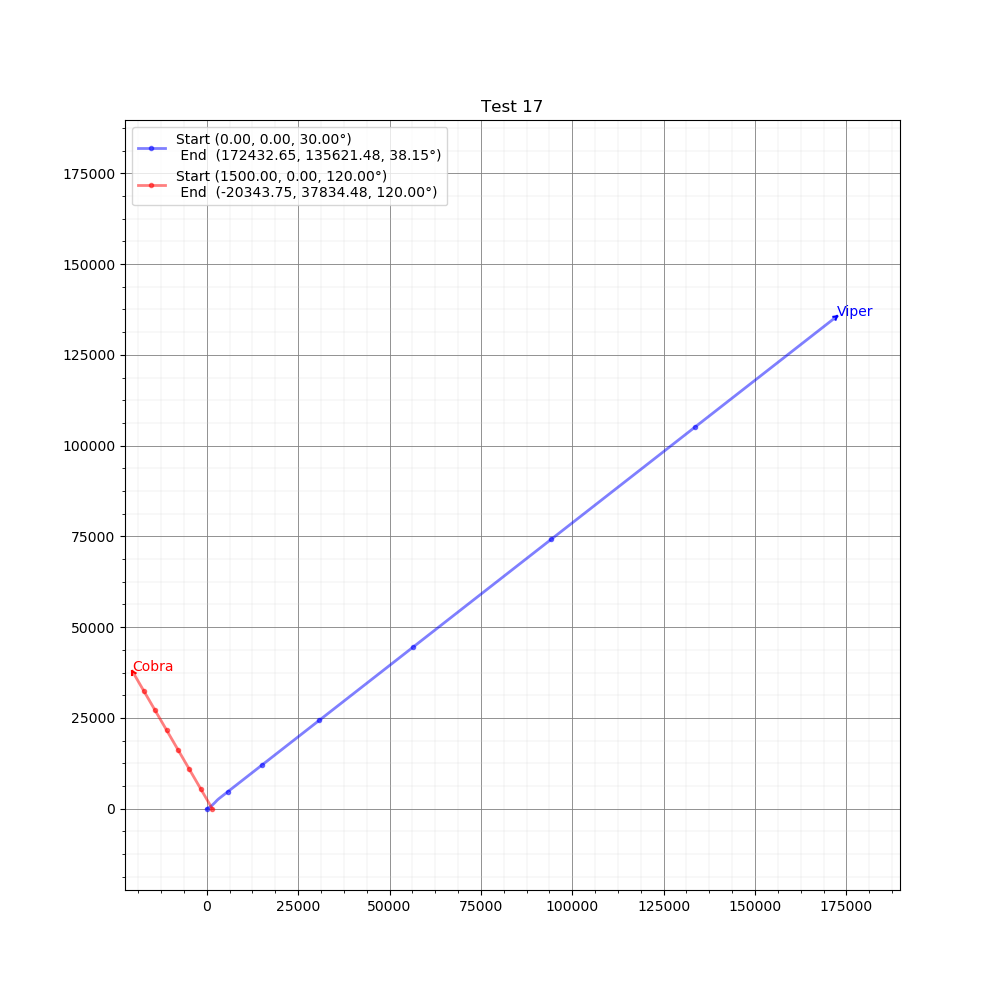 Test 17
Start (0.00, 0.00, 30.00°)
End (172432.65, 135621.48, 38.15°)
Start (1500.00, 0.00, 120.00°)
End (-20343.75, 37834.48, 120.00°)
175000
150000
Viper
125000
100000
75000
50000
Cobra
25000
0
0 25000 50000 75000 100000 125000 150000 175000